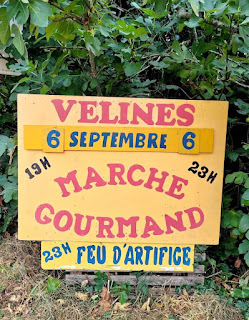 VELINES
6 SEPTEMBRE 6
19H 23H
MARCHE
GOURMAND
23H FEU D'ARTIFICE